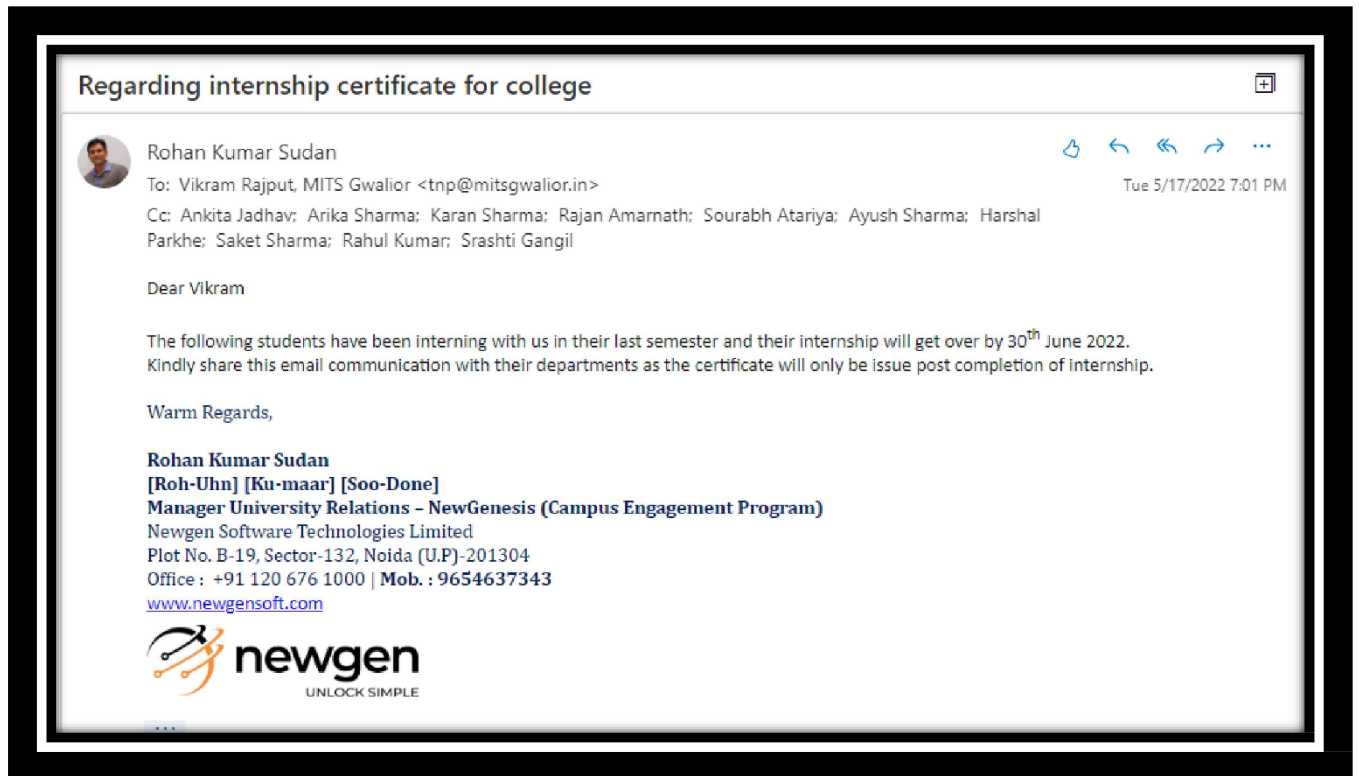 Regarding internship certificate for college
Rohan Kumar Sudan
To: Vikram Rajput, MITS Gwalior <tnp@mitsgwalior.in>
Tue 5/17/2022 7:01 PM
Cc: Ankita Jadhav; Arika Sharma; Karan Sharma; Rajan Amarnath; Sourabh Atariya; Ayush Sharma; Harshal
Parkhe; Saket Sharma; Rahul Kumar; Srashti Gangil
Dear Vikram
The following students have been interning with us in their last semester and their internship will get over by 30th June 2022.
Kindly share this email communication with their departments as the certificate will only be issue post completion of internship.
Warm Regards,
Rohan Kumar Sudan
[Roh-Uhn] [Ku-maar] [Soo-Done]
Manager University Relations – NewGenesis (Campus Engagement Program)
Newgen Software Technologies Limited
Plot No. B-19, Sector-132, Noida (U.P)-201304
Office : +91 120 676 1000 | Mob. : 9654637343
www.newgensoft.com
newgen
UNLOCK SIMPLE